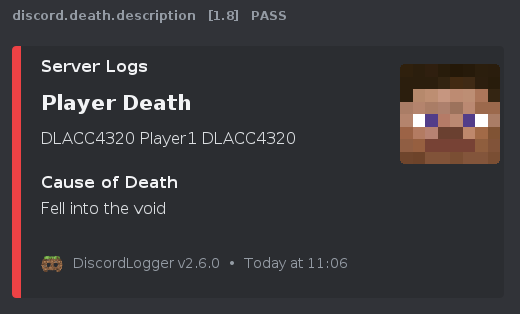 discord.death.description [1.8] PASS
Server Logs
Player Death
DLACC4320 Player1 DLACC4320
Cause of Death
Fell into the void
DiscordLogger v2.6.0 • Today at 11:06